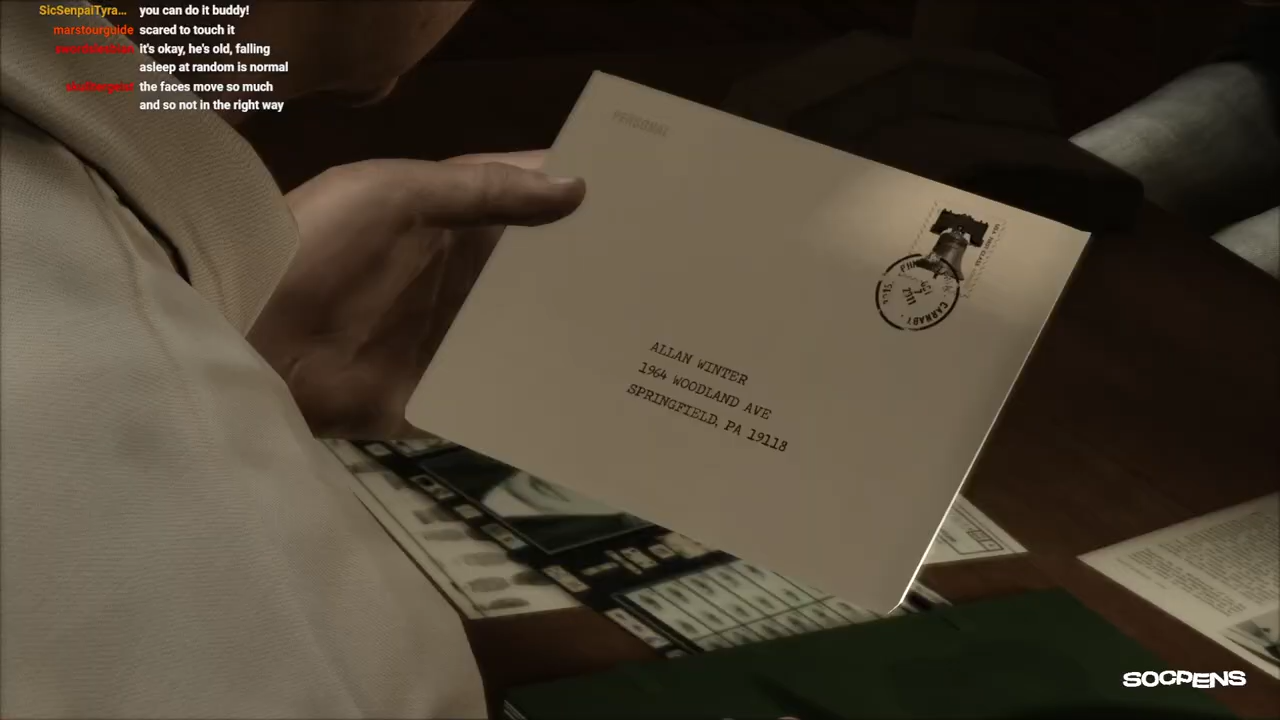 SicSenpaiTyra... you can do it buddy!
marstourguide scared to touch it
it's okay, he's old, falling
asleep at random is normal
the faces move so much
and so not in the right way
PERSONAL
ALLAN WINTER
1964 WOODLAND AVE
SPRINGFIELD, PA 19118
SOCPENS